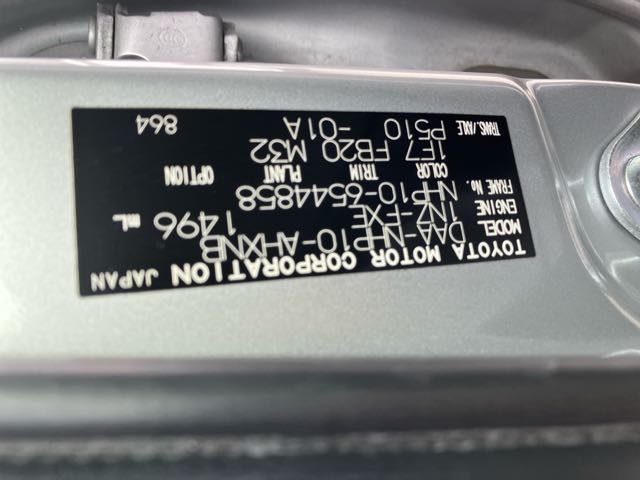 TOYOTA MOTOR CORPORATION JAPAN
MODEL DAA-NHP10-AHXNB
ENGINE 1NZ-FXE 1496 mL
FRAME No. NHP10-6544858
COLOR TRIM PLANT OPTION
1E7 FB20 M32
TRANS./AXLE P510 -01A
864